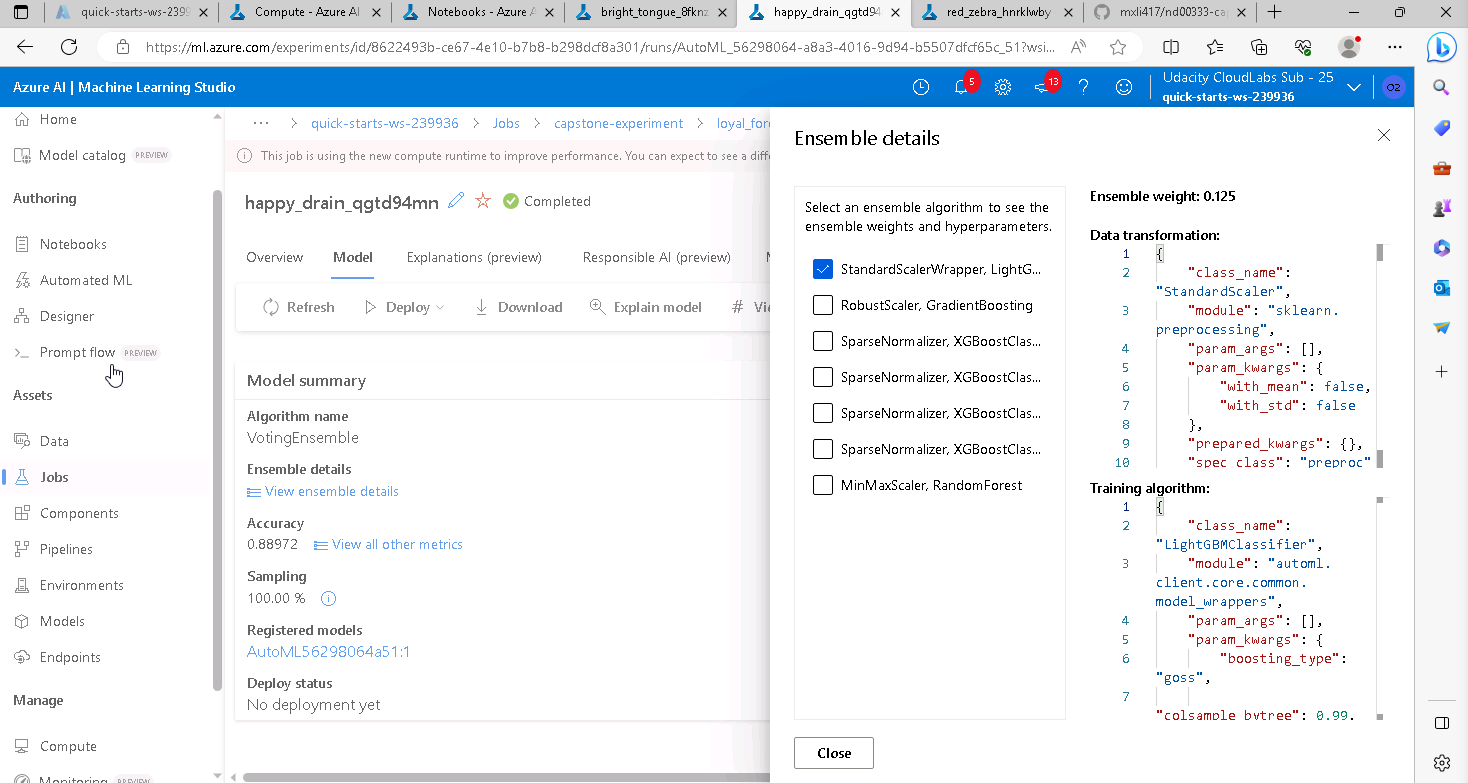 quick-starts-ws-2399
Compute - Azure AI
Notebooks - Azure A
bright_tongue_8fknz
happy_drain_qgtd94
red_zebra_hnrklwby
mxli417/nd00333-ca
https://ml.azure.com/experiments/id/8622493b-ce67-4e10-b7b8-b298dcf8a301/runs/AutoML_56298064-a8a3-4016-9d94-b5507dfcf65c_51?wsi...
Azure AI | Machine Learning Studio
5
13
?
Udacity CloudLabs Sub - 25
quick-starts-ws-239936
OZ
Home
Model catalog PREVIEW
Authoring
Notebooks
Automated ML
Designer
Prompt flow PREVIEW
Assets
Data
Jobs
Components
Pipelines
Environments
Models
Endpoints
Manage
Compute
Monitoring PREVIEW
... > quick-starts-ws-239936 > Jobs > capstone-experiment > loyal_fore
This job is using the new compute runtime to improve performance. You can expect to see a diffe
happy_drain_qgtd94mn Completed
Overview Model Explanations (preview) Responsible AI (preview) M
Refresh Deploy Download Explain model # Vie
Model summary
Algorithm name
VotingEnsemble
Ensemble details
View ensemble details
Accuracy
0.88972 View all other metrics
Sampling
100.00 %
Registered models
AutoML56298064a51:1
Deploy status
No deployment yet
Ensemble details
Select an ensemble algorithm to see the
ensemble weights and hyperparameters.
StandardScalerWrapper, LightG...
RobustScaler, GradientBoosting
SparseNormalizer, XGBoostClas...
SparseNormalizer, XGBoostClas...
SparseNormalizer, XGBoostClas...
SparseNormalizer, XGBoostClas...
MinMaxScaler, RandomForest
Close
Ensemble weight: 0.125
Data transformation:
1 {
2 "class_name":
"StandardScaler",
3 "module": "sklearn.
preprocessing",
4 "param_args": [],
5 "param_kwargs": {
6 "with_mean": false,
7 "with_std": false
8 },
9 "prepared_kwargs": {},
10 "spec_class": "preproc"
Training algorithm:
1 {
2 "class_name":
"LightGBMClassifier",
3 "module": "automl.
client.core.common.
model_wrappers",
4 "param_args": [],
5 "param_kwargs": {
6 "boosting_type":
"goss",
7
"colsample_bytree": 0.99,